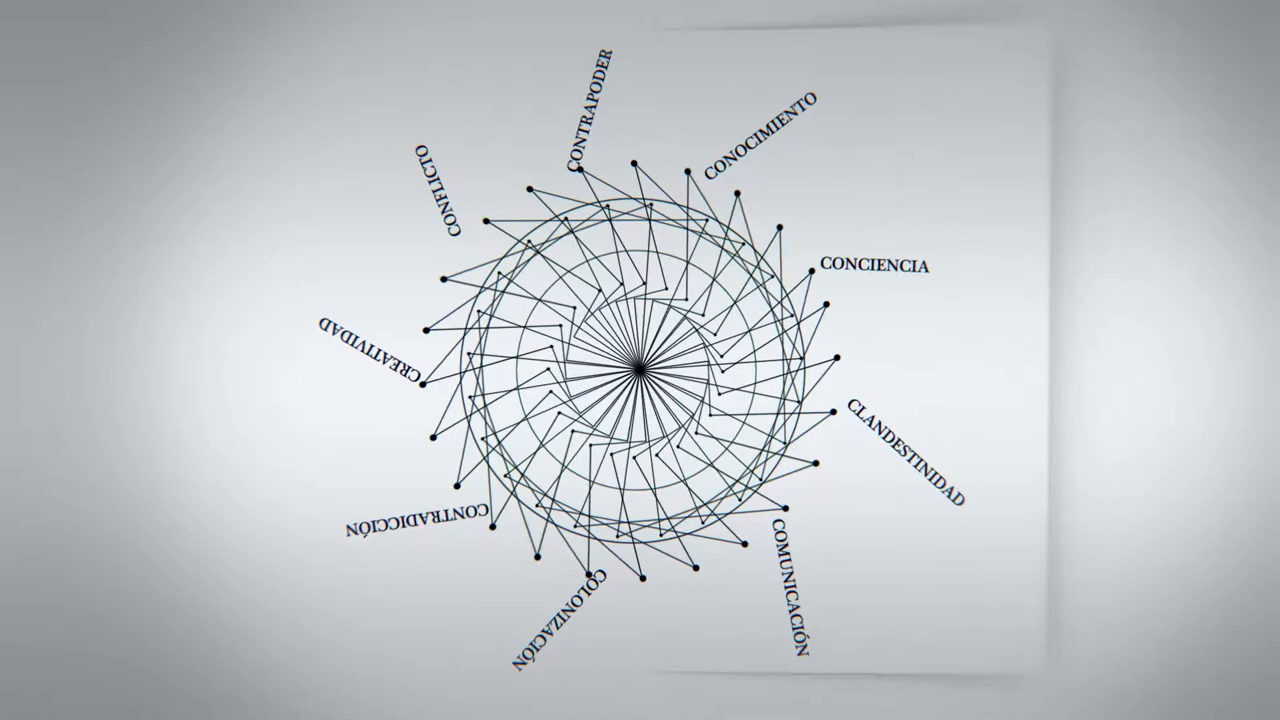 CONTRAPODER
CONOCIMIENTO
CONCIENCIA
CLANDESTINIDAD
COMUNICACIÓN
COLONIZACIÓN
CONTRADICCIÓN
CREATIVIDAD
CONFLICTO